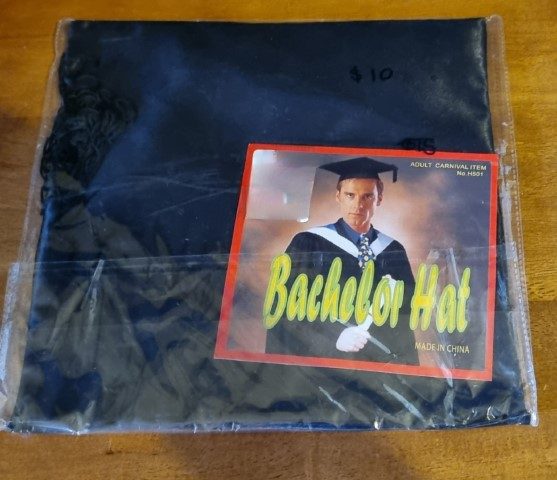 $10
ADULT CARNIVAL ITEM
No.H501
Bachelor Hat
MADE IN CHINA